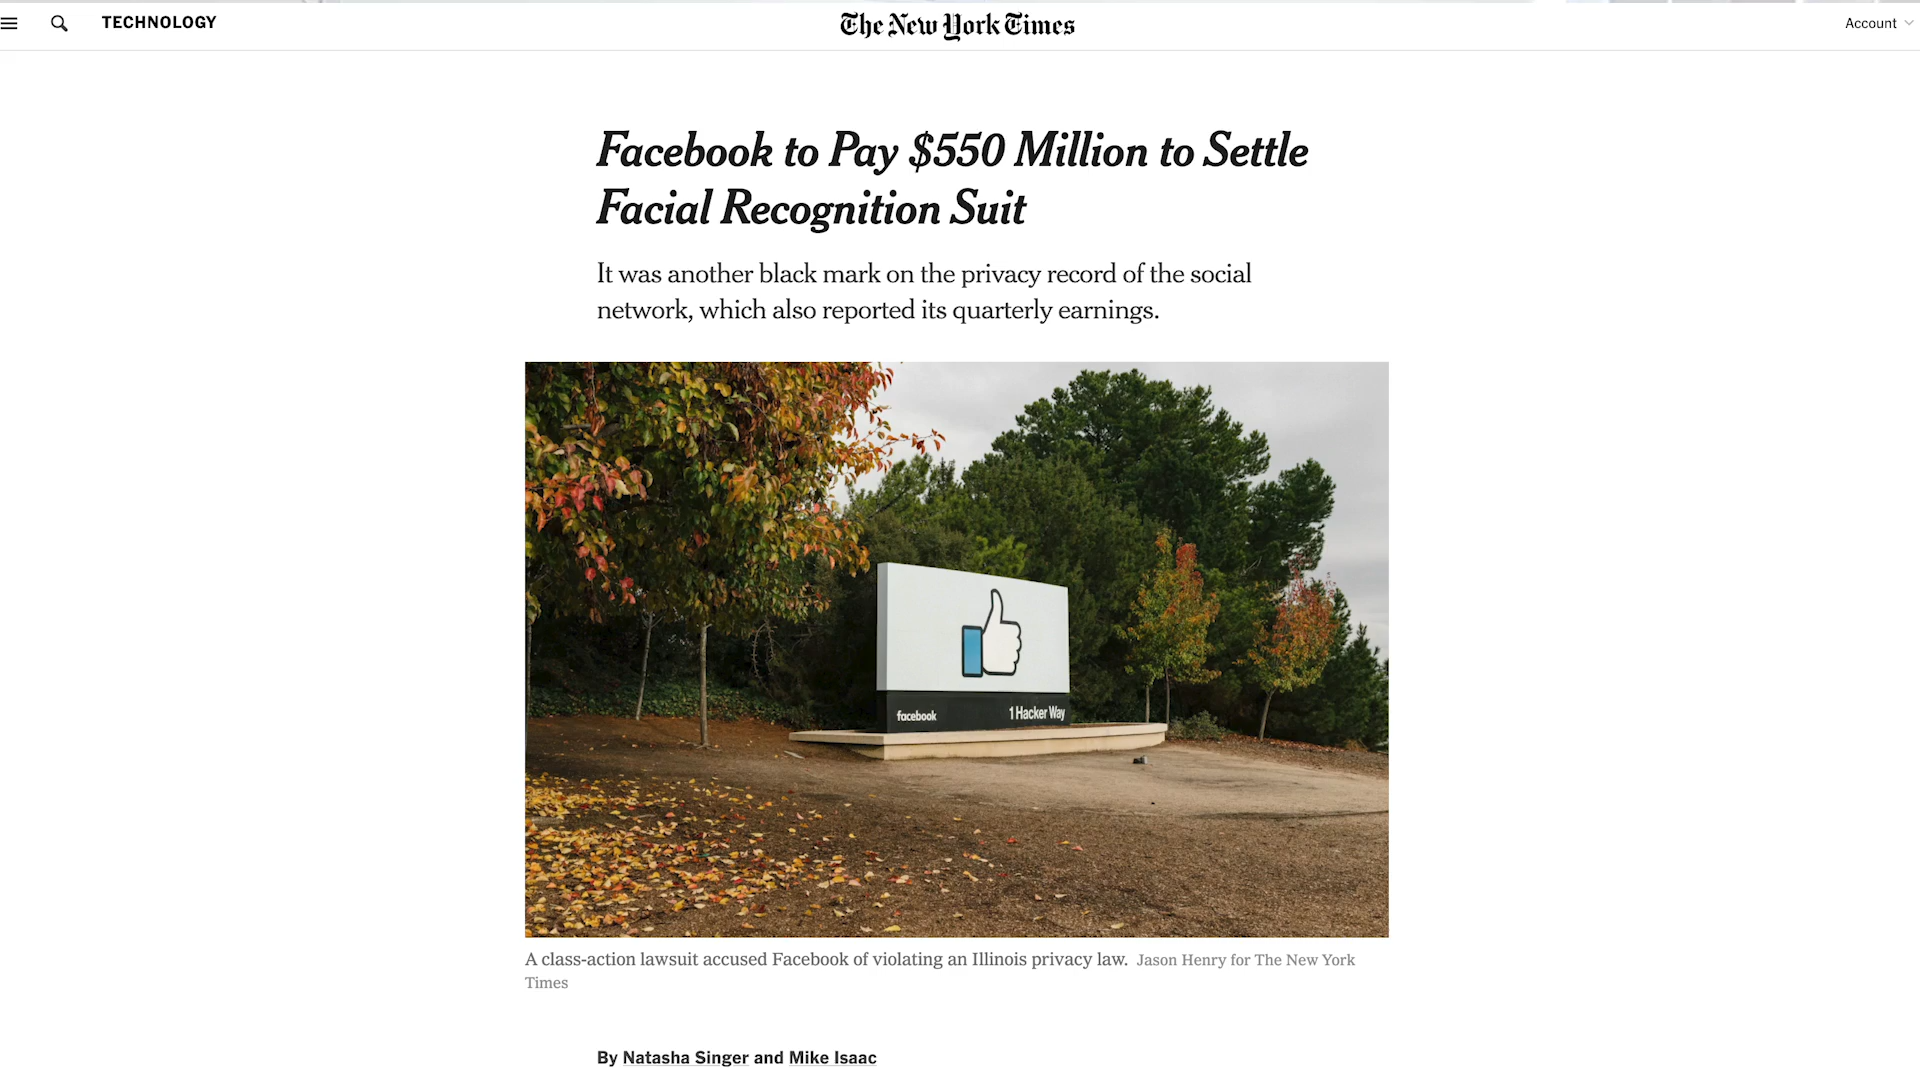 TECHNOLOGY
The New York Times
Account
Facebook to Pay $550 Million to Settle
Facial Recognition Suit
It was another black mark on the privacy record of the social
network, which also reported its quarterly earnings.
facebook
1 Hacker Way
A class-action lawsuit accused Facebook of violating an Illinois privacy law. Jason Henry for The New York
Times
By Natasha Singer and Mike Isaac